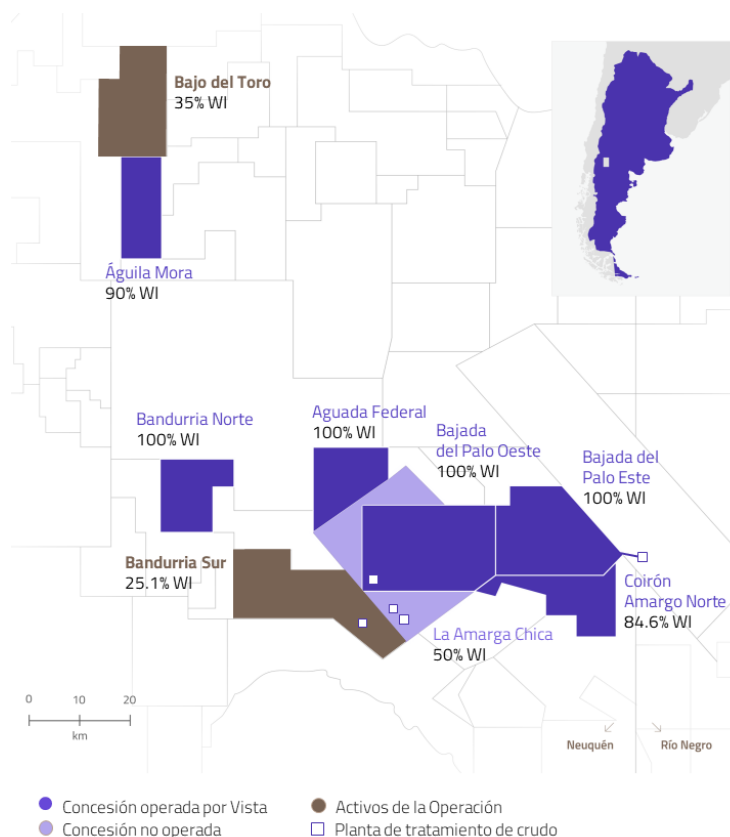 Bajo del Toro
35% WI
Águila Mora
90% WI
Bandurria Norte
100% WI
Aguada Federal
100% WI
Bajada
del Palo Oeste
100% WI
Bajada del
Palo Este
100% WI
Bandurria Sur
25.1% WI
Coirón
Amargo Norte
84.6% WI
La Amarga Chica
50% WI
0 10 20
km
Neuquén
Río Negro
Concesión operada por Vista
Activos de la Operación
Concesión no operada
Planta de tratamiento de crudo